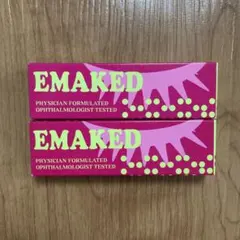 EMAKED
PHYSICIAN FORMULATED
OPHTHALMOLOGIST TESTED
EMAKED
PHYSICIAN FORMULATED
OPHTHALMOLOGIST TESTED